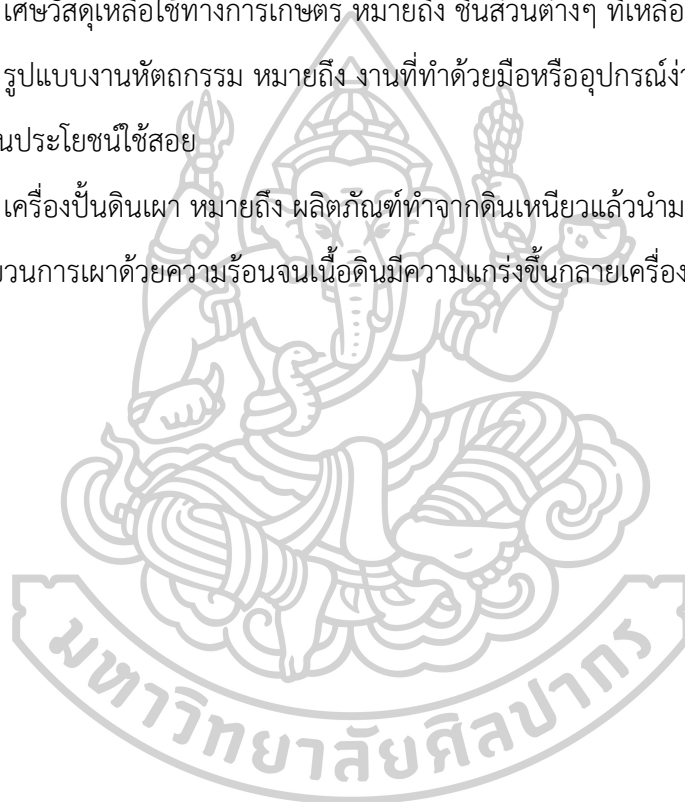 เศษวัสดุเหลือใช้ทางการเกษตร หมายถึง ชิ้นส่วนต่างๆ ที่เหลือ
รูปแบบงานหัตถกรรม หมายถึง งานที่ทำด้วยมือหรืออุปกรณ์ง่า
นประโยชน์ใช้สอย
เครื่องปั้นดินเผา หมายถึง ผลิตภัณฑ์ทำจากดินเหนียวแล้วนำม
วนการเผาด้วยความร้อนจนเนื้อดินมีความแกร่งขึ้นกลายเครื่อง
มหาวิทยาลัยศิลปากร